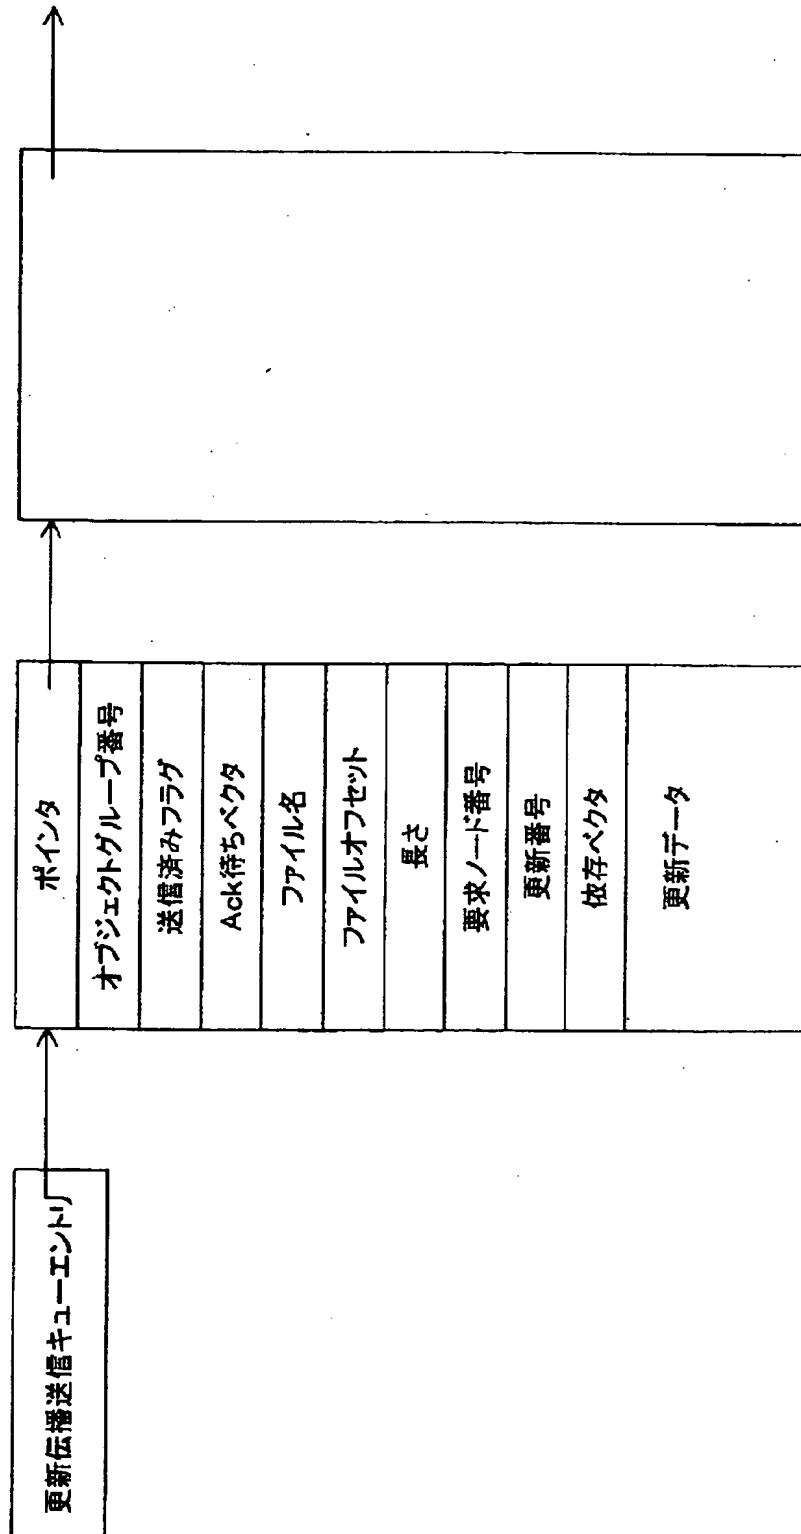 更新伝播送信キューエントリ
ポインタ
オブジェクトグループ番号
送信済みフラグ
Ack待ちベクタ
ファイル名
ファイルオフセット
長さ
要求ノード番号
更新番号
依存ベクタ
更新データ